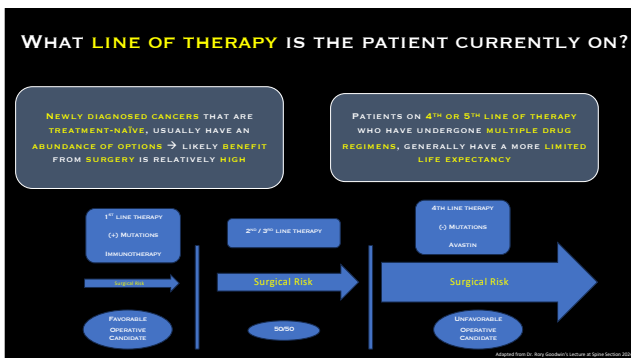 What line of therapy is the patient currently on?
Newly diagnosed cancers that are
treatment-naïve, usually have an
abundance of options → likely benefit
from surgery is relatively high
Patients on 4th or 5th line of therapy
who have undergone multiple drug
regimens, generally have a more limited
life expectancy
1st line therapy
(+) Mutations
Immunotherapy
2nd / 3rd line therapy
4th line therapy
(-) Mutations
Avastin
Surgical Risk
Surgical Risk
Surgical Risk
Favorable
Operative
Candidate
50/50
Unfavorable
Operative
Candidate
Adapted from Dr. Rory Goodwin's Lecture at Spine Section 2024